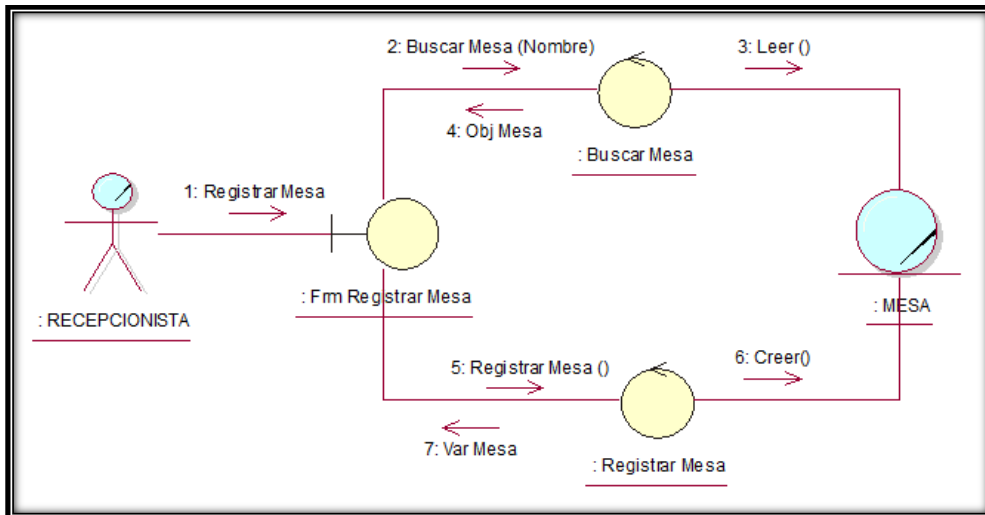 2: Buscar Mesa (Nombre)
3: Leer ()
4: Obj Mesa
: Buscar Mesa
1: Registrar Mesa
: Frm Registrar Mesa
: RECEPCIONISTA
: MESA
5: Registrar Mesa ()
6: Creer()
7: Var Mesa
: Registrar Mesa